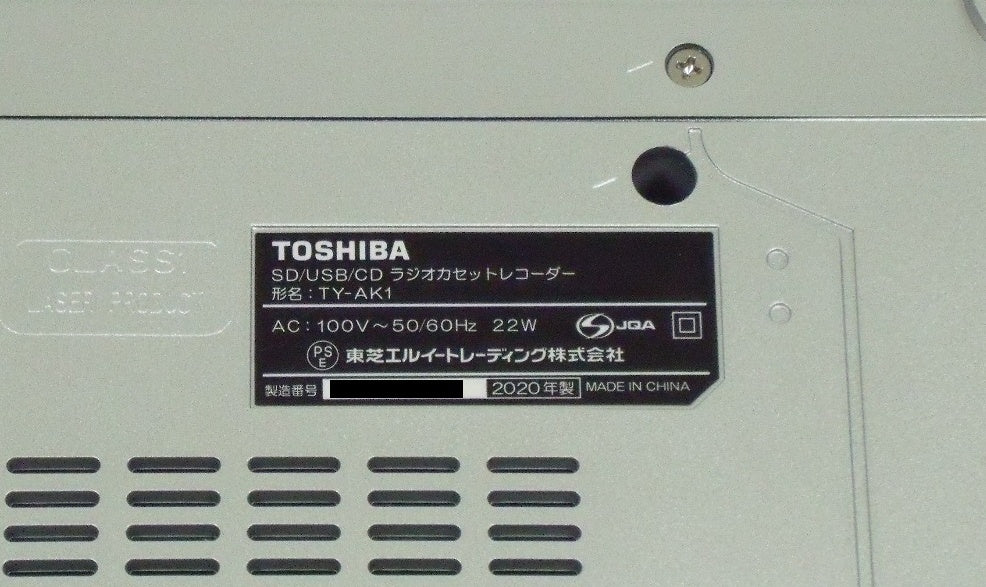 CLASS 1
LASER PRODUCT
TOSHIBA
SD/USB/CD ラジオカセットレコーダー
形名：TY-AK1
AC：100V～50/60Hz 22W JQA
PSE 東芝エルイートレーディング株式会社
製造番号 2020年製 MADE IN CHINA